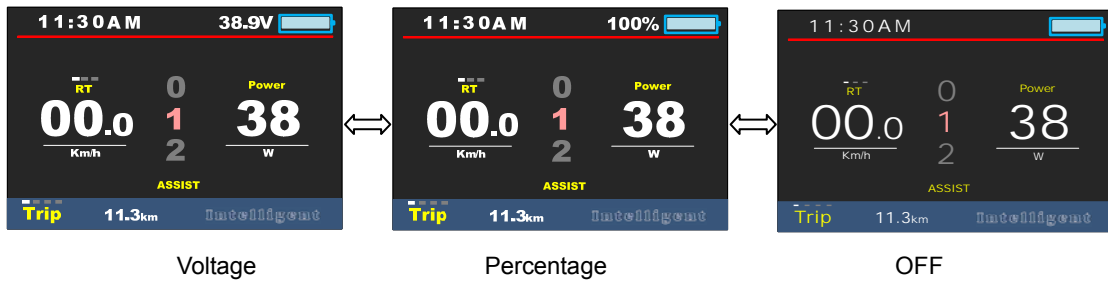 11:30AM 38.9V
RT 0 Power
00.0 1 38
Km/h 2 W
ASSIST
Trip 11.3km Intelligent
Voltage
11:30AM 100%
RT 0 Power
00.0 1 38
Km/h 2 W
ASSIST
Trip 11.3km Intelligent
Percentage
11:30AM
RT 0 Power
00.0 1 38
Km/h 2 W
ASSIST
Trip 11.3km Intelligent
OFF